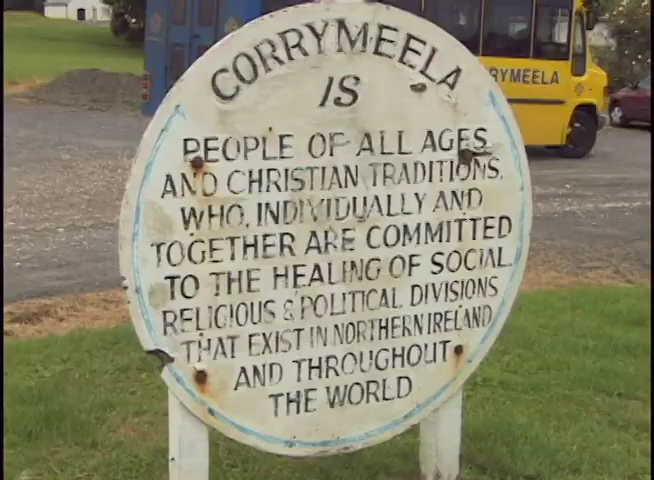 CORRYMEELA
IS
PEOPLE OF ALL AGES
AND CHRISTIAN TRADITIONS,
WHO, INDIVIDUALLY AND
TOGETHER ARE COMMITTED
TO THE HEALING OF SOCIAL,
RELIGIOUS & POLITICAL DIVISIONS
THAT EXIST IN NORTHERN IRELAND
AND THROUGHOUT
THE WORLD
RYMEELA